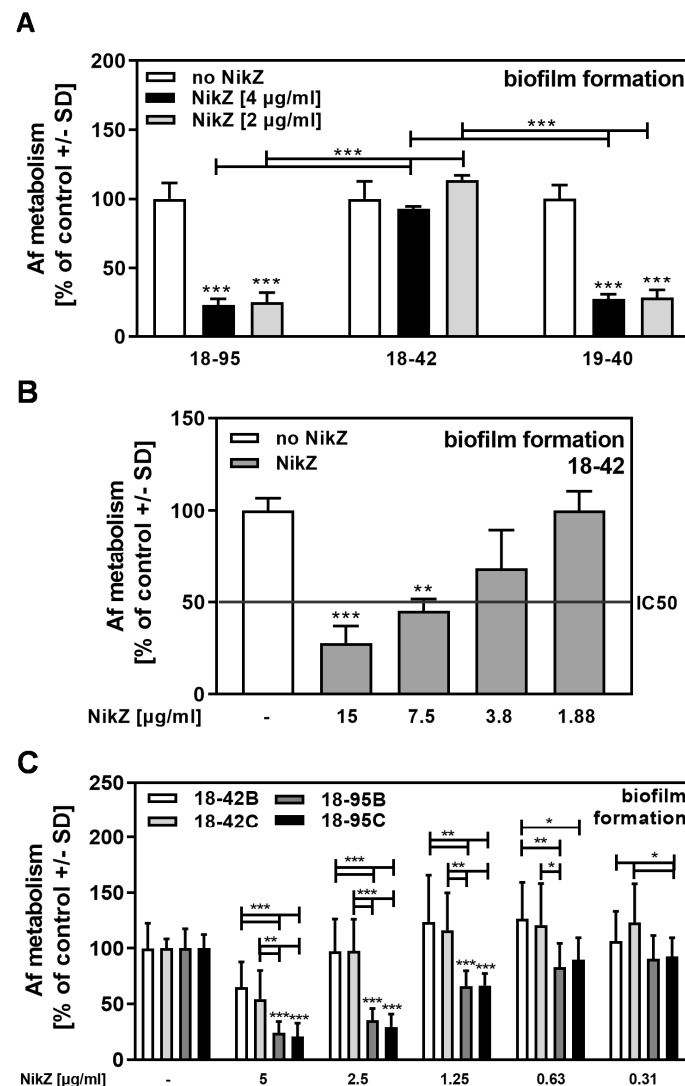 A
200
150
100
50
0
Af metabolism
[% of control +/- SD]
no NikZ
NikZ [4 µg/ml]
NikZ [2 µg/ml]
biofilm formation
***
***
*** *** *** ***
18-95 18-42 19-40
B
150
100
50
0
Af metabolism
[% of control +/- SD]
no NikZ
NikZ
biofilm formation
18-42
IC50
*** **
NikZ [µg/ml] - 15 7.5 3.8 1.88
C
250
200
150
100
50
0
Af metabolism
[% of control +/- SD]
18-42B 18-95B
18-42C 18-95C
biofilm
formation
*** *** ** ** *
** *** ** * *
*** *** *** *** *** ***
NikZ [µg/ml] - 5 2.5 1.25 0.63 0.31